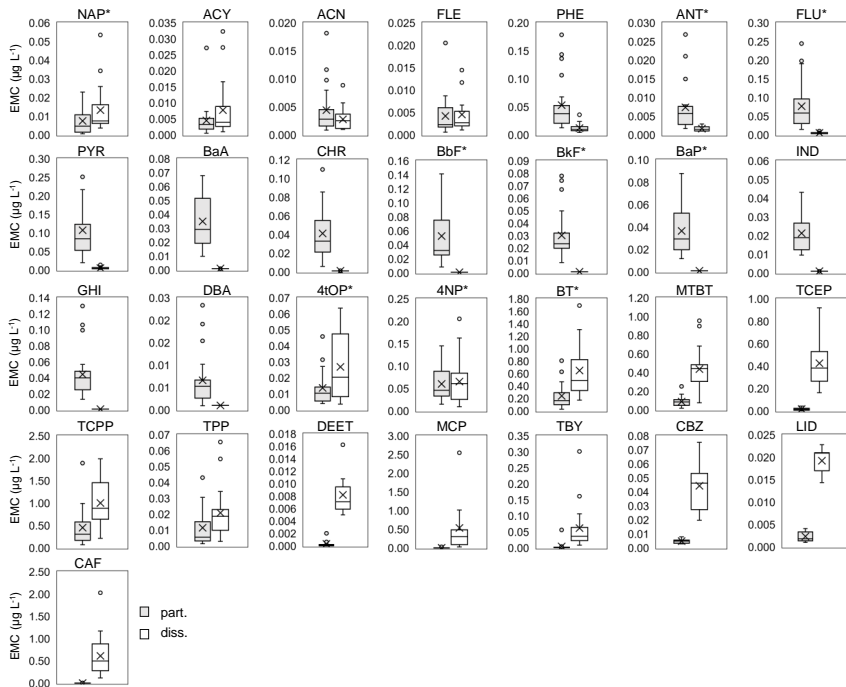 NAP* ACY ACN FLE PHE ANT* FLU*
EMC (µg L-1)
0.06 0.035 0.020 0.025 0.20 0.030 0.30
0.05 0.030 0.015 0.020 0.15 0.025 0.25
0.04 0.025 0.010 0.015 0.10 0.020 0.20
0.03 0.020 0.005 0.010 0.05 0.015 0.15
0.02 0.015 0.000 0.005 0.00 0.010 0.10
0.01 0.010 0.000 0.005 0.05
0.00 0.005 0.000 0.00
0.000
PYR BaA CHR BbF* BkF* BaP* IND
EMC (µg L-1)
0.30 0.08 0.12 0.16 0.09 0.10 0.06
0.25 0.07 0.10 0.14 0.08 0.08 0.05
0.20 0.06 0.08 0.12 0.07 0.06 0.04
0.15 0.05 0.06 0.10 0.06 0.04 0.03
0.10 0.04 0.04 0.08 0.05 0.02 0.02
0.05 0.03 0.02 0.06 0.04 0.00 0.01
0.00 0.02 0.00 0.04 0.03 0.00
0.01 0.02 0.02
0.00 0.00 0.01
0.00
GHI DBA 4tOP* 4NP* BT* MTBT TCEP
EMC (µg L-1)
0.14 0.03 0.07 0.25 1.80 1.20 1.00
0.12 0.02 0.06 0.20 1.60 1.00 0.80
0.10 0.02 0.05 0.15 1.40 0.80 0.60
0.08 0.01 0.04 0.10 1.20 0.60 0.40
0.06 0.01 0.03 0.05 1.00 0.40 0.20
0.04 0.00 0.02 0.00 0.80 0.20 0.00
0.02 0.01 0.60 0.00
0.00 0.00 0.40
0.20
0.00
TCPP TPP DEET MCP TBY CBZ LID
EMC (µg L-1)
2.50 0.07 0.018 3.00 0.35 0.08 0.025
2.00 0.06 0.016 2.50 0.30 0.07 0.020
1.50 0.05 0.014 2.00 0.25 0.06 0.015
1.00 0.04 0.012 1.50 0.20 0.05 0.010
0.50 0.03 0.010 1.00 0.15 0.04 0.005
0.00 0.02 0.008 0.50 0.10 0.03 0.000
0.01 0.006 0.00 0.05 0.02
0.00 0.004 0.00 0.01
0.002 0.00
0.000
CAF
EMC (µg L-1)
2.50
2.00
1.50
1.00
0.50
0.00
part.
diss.